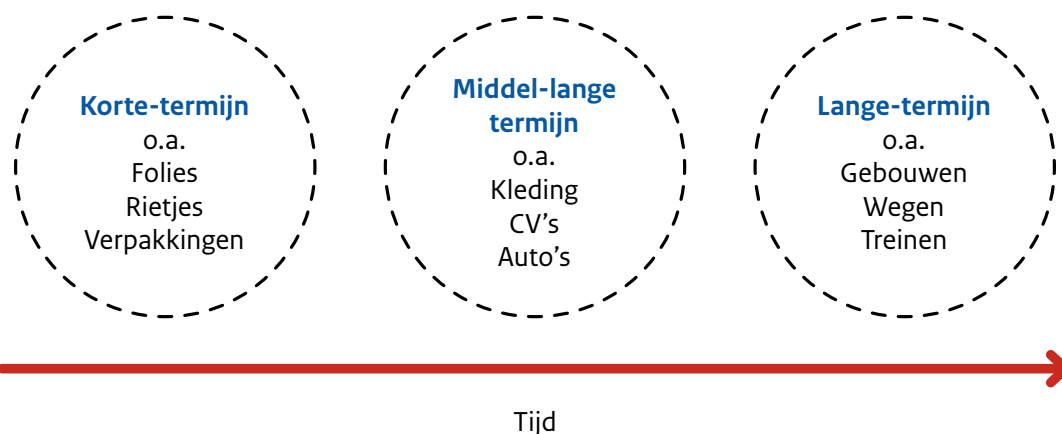 Korte-termijn
o.a.
Folies
Rietjes
Verpakkingen
Middel-lange
termijn
o.a.
Kleding
CV’s
Auto’s
Lange-termijn
o.a.
Gebouwen
Wegen
Treinen
Tijd